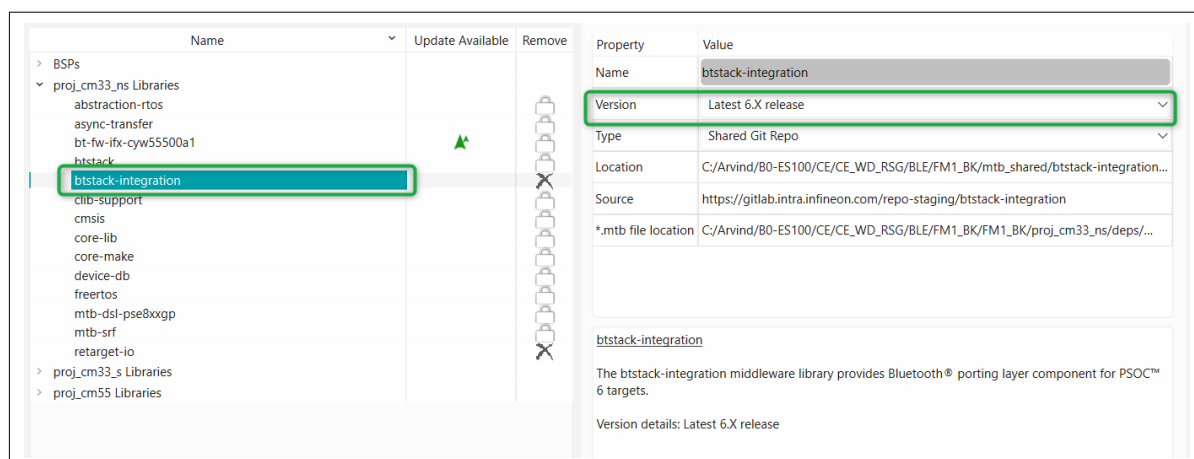 Name
Update Available
Remove
BSPs
proj_cm33_ns Libraries
abstraction-rtos
async-transfer
bt-fw-ifx-cyw55500a1
btstack
btstack-integration
clib-support
cmsis
core-lib
core-make
device-db
freertos
mtb-dsl-pse8xxgp
mtb-srf
retarget-io
proj_cm33_s Libraries
proj_cm55 Libraries
Property Value
Name btstack-integration
Version Latest 6.X release
Type Shared Git Repo
Location C:/Arvind/B0-ES100/CE/CE_WD_RSG/BLE/FM1_BK/mtb_shared/btstack-integration...
Source https://gitlab.intra.infineon.com/repo-staging/btstack-integration
*.mtb file location C:/Arvind/B0-ES100/CE/CE_WD_RSG/BLE/FM1_BK/FM1_BK/proj_cm33_ns/deps/...
btstack-integration
The btstack-integration middleware library provides Bluetooth® porting layer component for PSOC™
6 targets.
Version details: Latest 6.X release